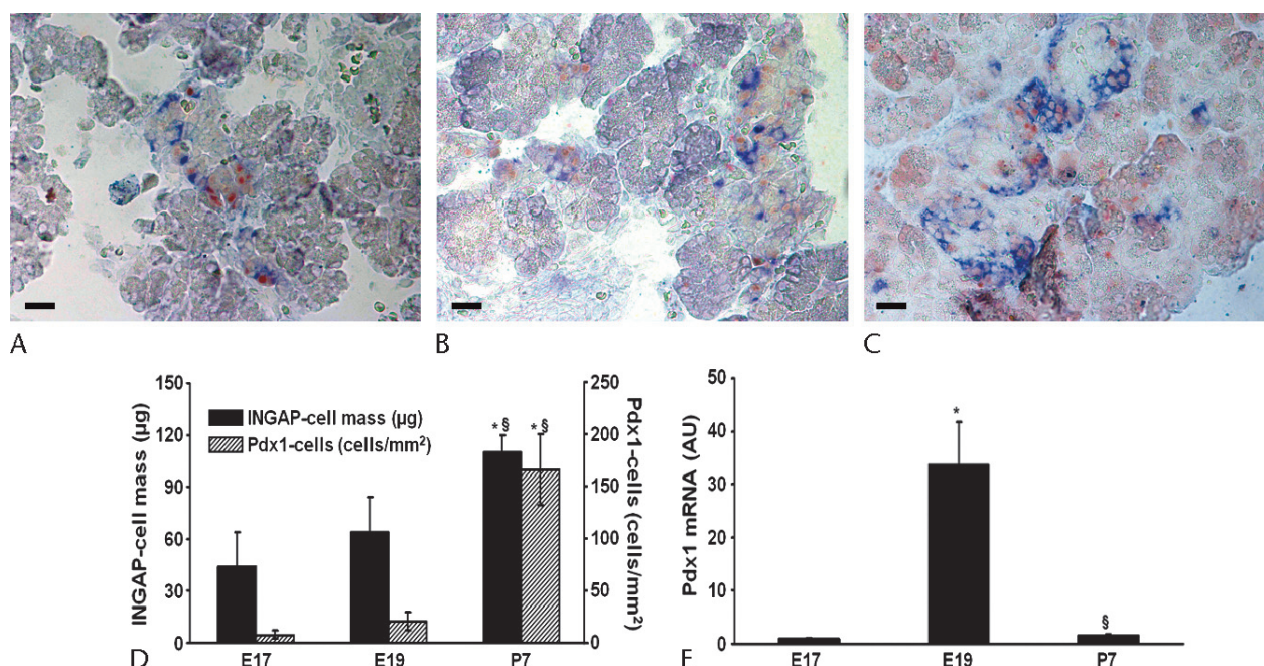 A
B
C
INGAP-cell mass (µg)
150
120
90
60
30
0
INGAP-cell mass (µg)
Pdx1-cells (cells/mm²)
* §
* §
250
200
150
100
50
0
Pdx1-cells (cells/mm²)
E17
E19
P7
D
Pdx1 mRNA (AU)
50
40
30
20
10
0
*
§
E17
E19
P7
E